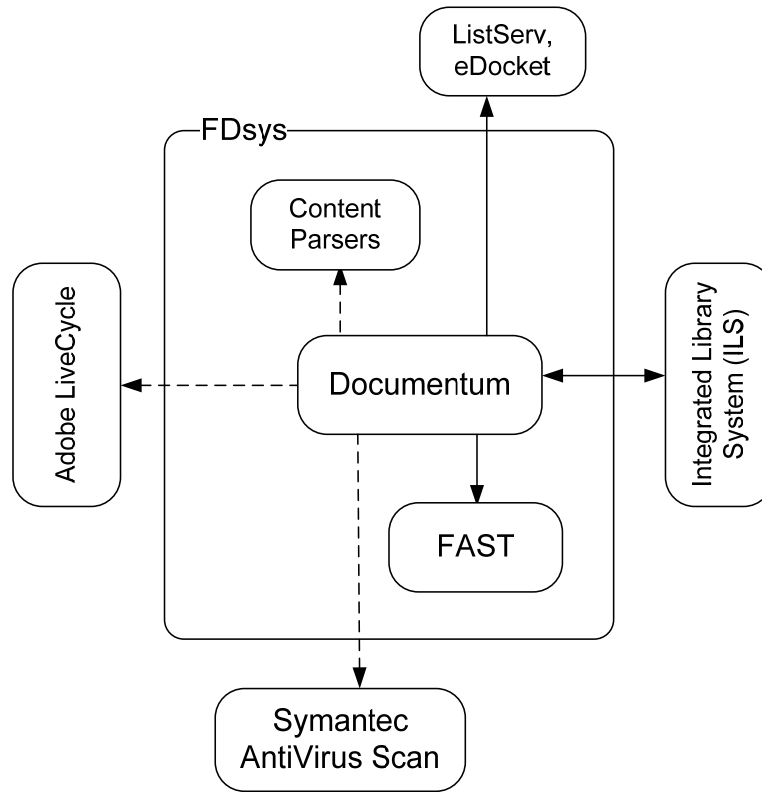 ListServ,
eDocket
FDsys
Content
Parsers
Adobe LiveCycle
Documentum
Integrated Library
System (ILS)
FAST
Symantec
AntiVirus Scan